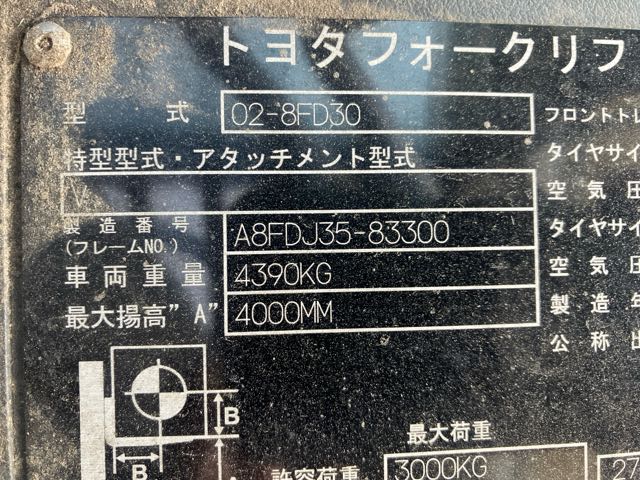 トヨタフォークリフ
型 式 02-8FD30 フロントトレ
特型型式・アタッチメント型式 タイヤサイ
V 空気圧
製造番号 (フレームNO.) A8FDJ35-83300 タイヤサイ
車両重量 4390KG 空気圧
最大揚高"A" 4000MM 製造年
公称出
B
B
最大荷重
許容荷重 3000KG 27